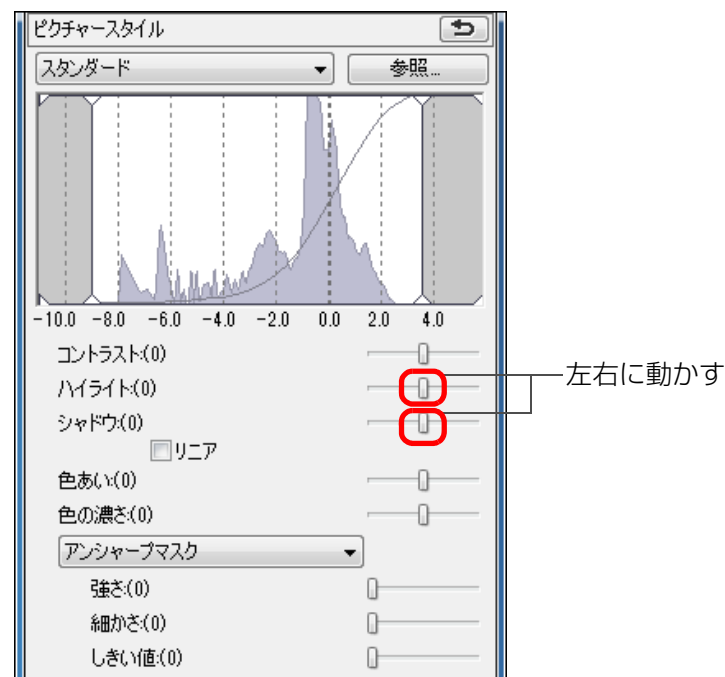 ピクチャースタイル
スタンダード 参照...
-10.0 -8.0 -6.0 -4.0 -2.0 0.0 2.0 4.0
コントラスト:(0)
ハイライト:(0)
左右に動かす
シャドウ:(0)
リニア
色あい:(0)
色の濃さ:(0)
アンシャープマスク
強さ:(0)
細かさ:(0)
しきい値:(0)